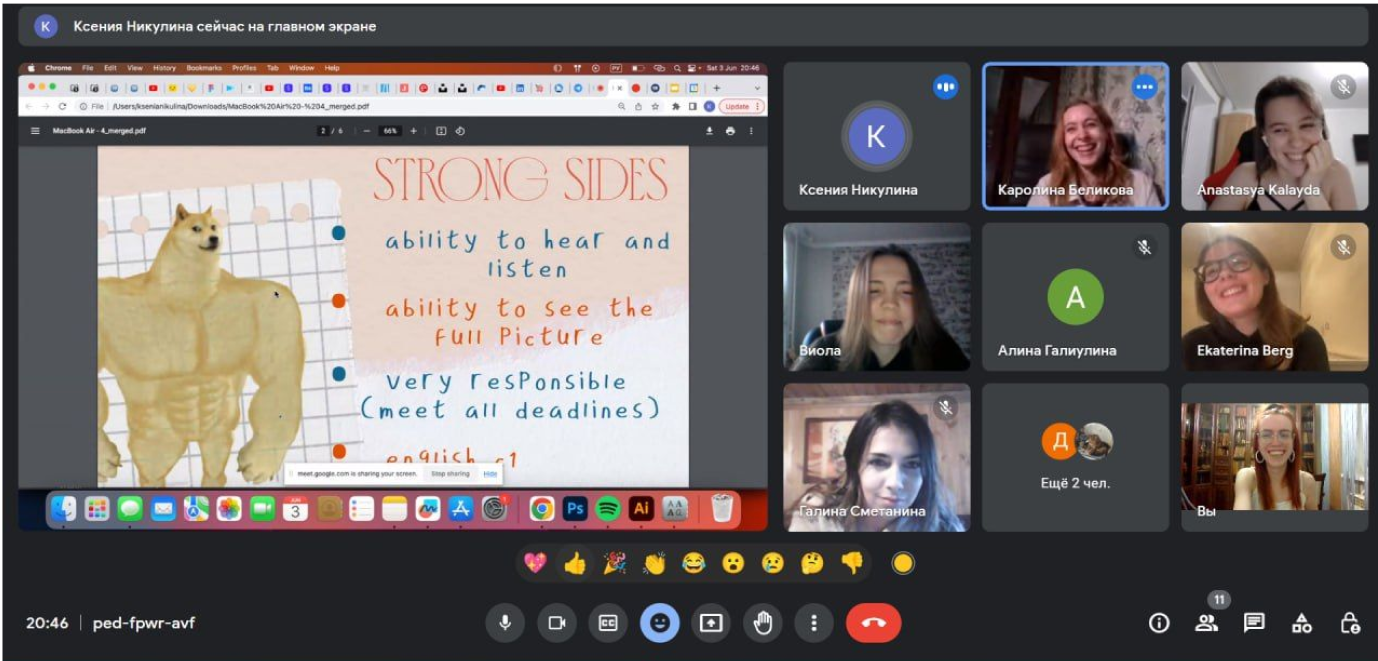 К
Ксения Никулина сейчас на главном экране
Chrome File Edit View History Bookmarks Profiles Tab Window Help
РУ
Sat 3 Jun 20:46
File /Users/ksenianikulina/Downloads/MacBook%20Air%20-%204_merged.pdf
Update
MacBook Air - 4_merged.pdf
2 / 6
66%
STRONG SIDES
ability to hear and
listen
ability to see the
Full Picture
very resPonsible
(meet all deadlines)
english c1
meet.google.com is sharing your screen.
Stop sharing
Hide
JUN
3
Ps
Ai
К
Ксения Никулина
Каролина Беликова
Anastasya Kalayda
Виола
А
Алина Галиулина
Ekaterina Berg
Галина Сметанина
Д
Ещё 2 чел.
Вы
20:46 | ped-fpwr-avf
CC
11